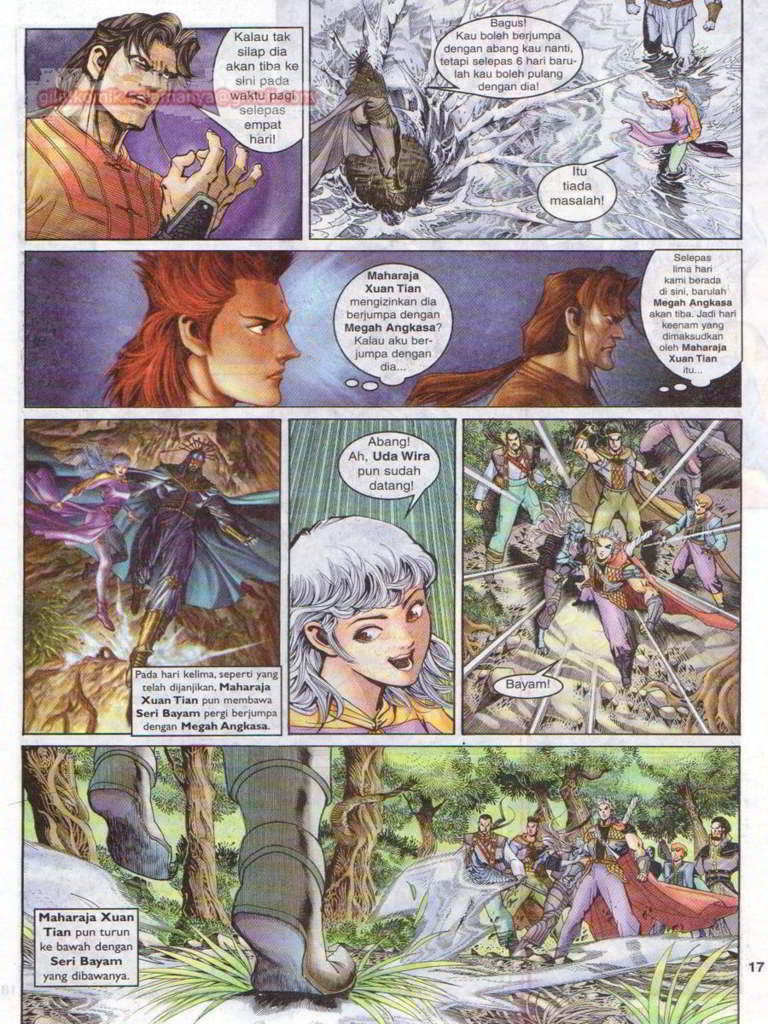 Kalau tak
silap dia
akan tiba ke
sini pada
waktu pagi
selepas
empat
hari!
Bagus!
Kau boleh berjumpa
dengan abang kau nanti,
tetapi selepas 6 hari baru-
lah kau boleh pulang
dengan dia!
Itu
tiada
masalah!
Maharaja
Xuan Tian
mengizinkan dia
berjumpa dengan
Megah Angkasa?
Kalau aku ber-
jumpa dengan
dia...
Selepas
lima hari
kami berada
di sini, barulah
Megah Angkasa
akan tiba. Jadi hari
keenam yang
dimaksudkan
oleh Maharaja
Xuan Tian
itu...
Pada hari kelima, seperti yang
telah dijanjikan, Maharaja
Xuan Tian pun membawa
Seri Bayam pergi berjumpa
dengan Megah Angkasa.
Abang!
Ah, Uda Wira
pun sudah
datang!
Bayam!
Maharaja Xuan
Tian pun turun
ke bawah dengan
Seri Bayam
yang dibawanya.
17